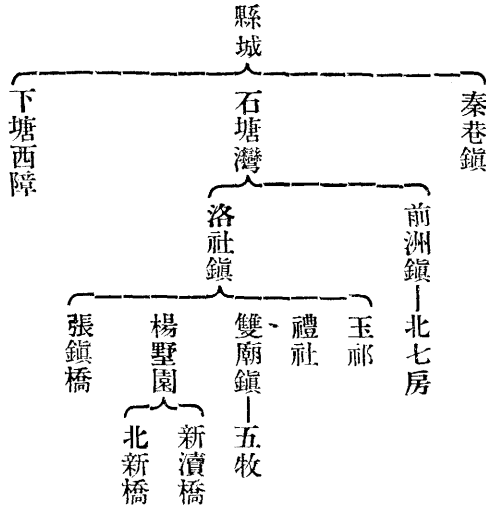 縣城
秦巷鎮
石塘灣
下塘西障
前洲鎮
北七房
洛社鎮
玉祁
禮社
雙廟鎮
五牧
楊墅園
新瀆橋
北新橋
張鎮橋